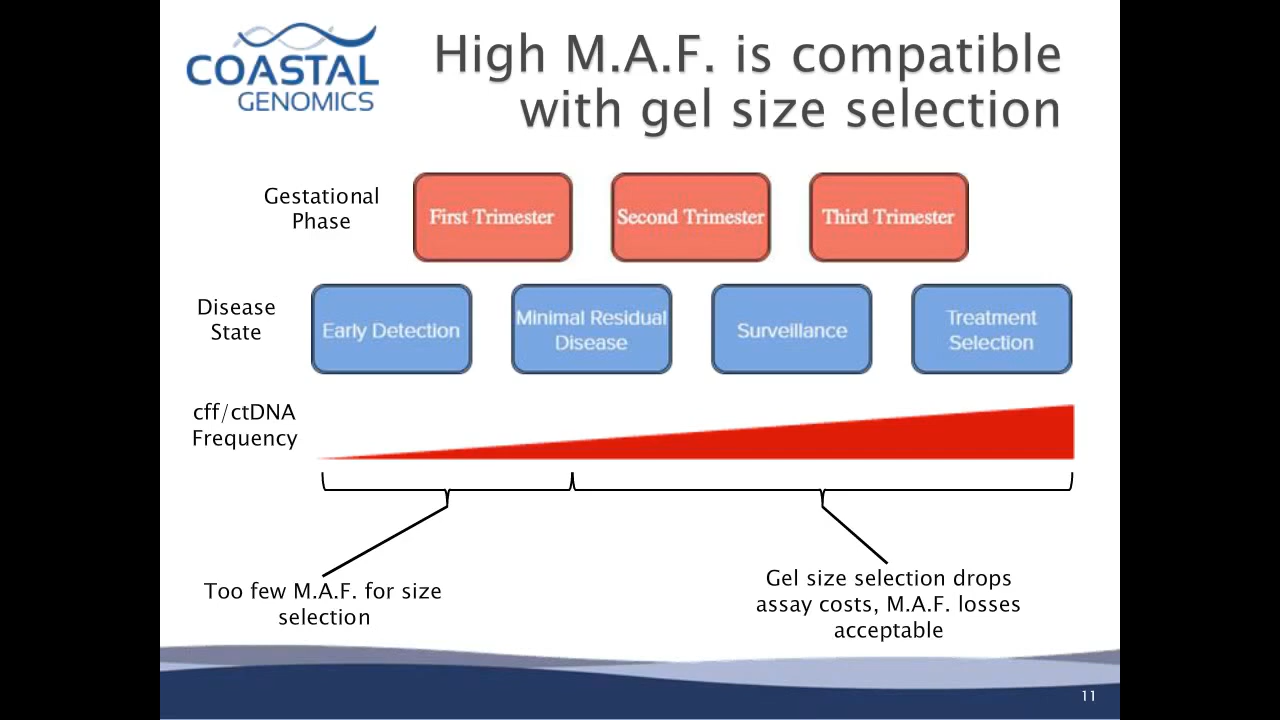 COASTAL
GENOMICS
High M.A.F. is compatible
with gel size selection
Gestational
Phase
First Trimester
Second Trimester
Third Trimester
Disease
State
Early Detection
Minimal Residual
Disease
Surveillance
Treatment
Selection
cff/ctDNA
Frequency
Too few M.A.F. for size
selection
Gel size selection drops
assay costs, M.A.F. losses
acceptable
11